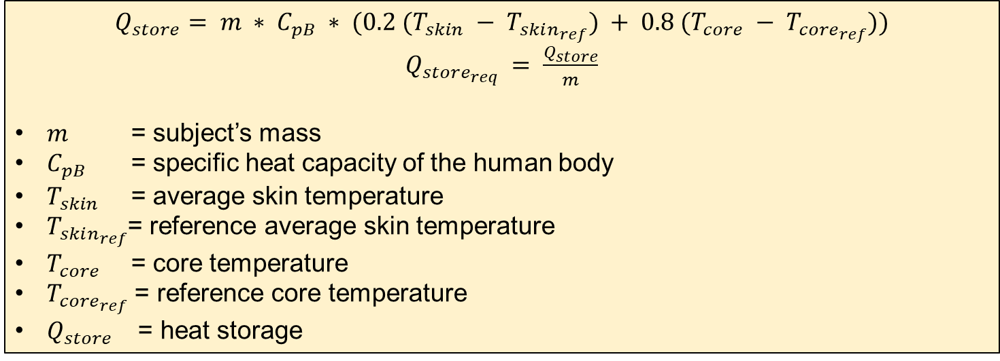 Q_store = m * C_pB * (0.2 (T_skin − T_skin_ref) + 0.8 (T_core − T_core_ref))
Q_store_req = Q_store / m
• m = subject’s mass
• C_pB = specific heat capacity of the human body
• T_skin = average skin temperature
• T_skin_ref = reference average skin temperature
• T_core = core temperature
• T_core_ref = reference core temperature
• Q_store = heat storage